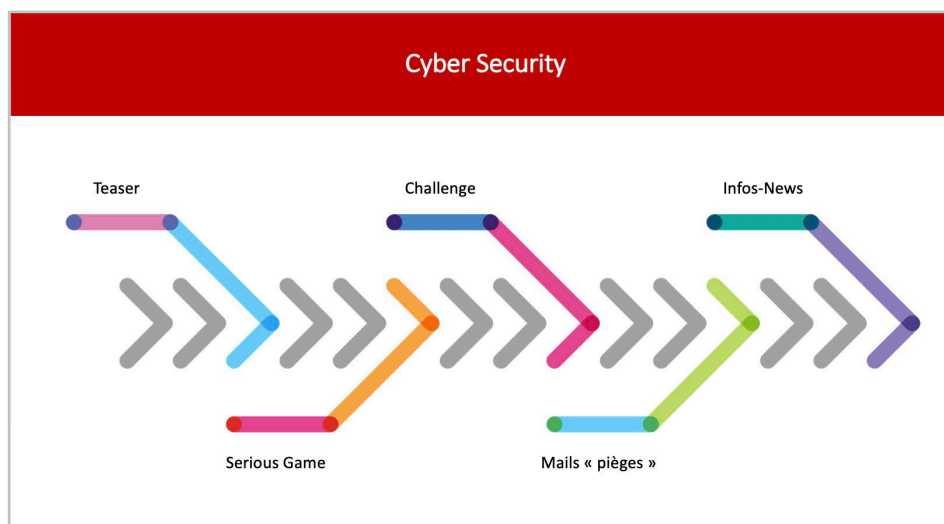 Cyber Security
Teaser
Challenge
Infos-News
Serious Game
Mails « pièges »